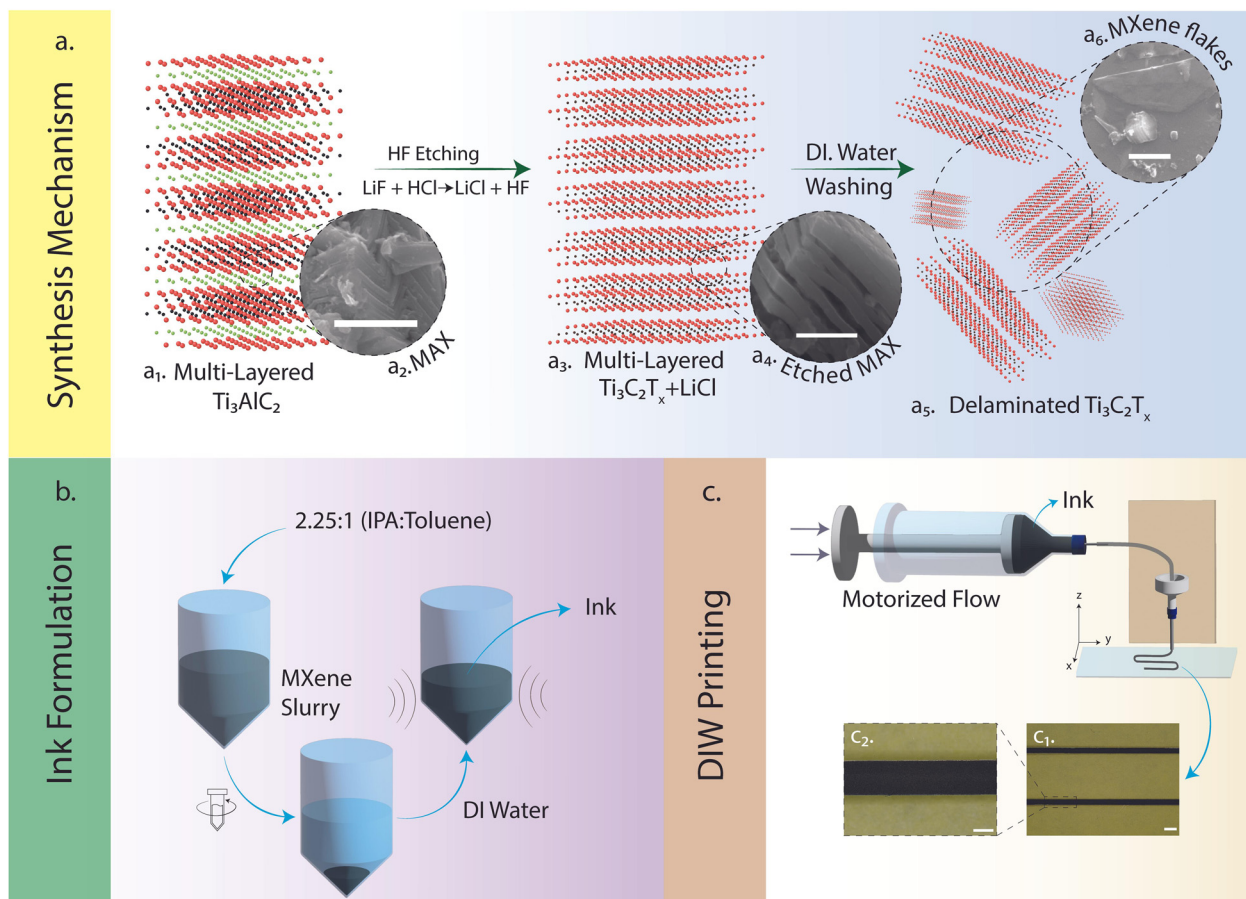 a.
Synthesis Mechanism
HF Etching
LiF + HCl→LiCl + HF
DI. Water
Washing
a₁. Multi-Layered
Ti₃AlC₂
a₂. MAX
a₃. Multi-Layered
Ti₃C₂Tₓ+LiCl
a₄. Etched MAX
a₅. Delaminated Ti₃C₂Tₓ
a₆. MXene flakes
b.
Ink Formulation
2.25:1 (IPA:Toluene)
MXene
Slurry
DI Water
Ink
c.
DIW Printing
Ink
Motorized Flow
z
y
x
C₂.
C₁.